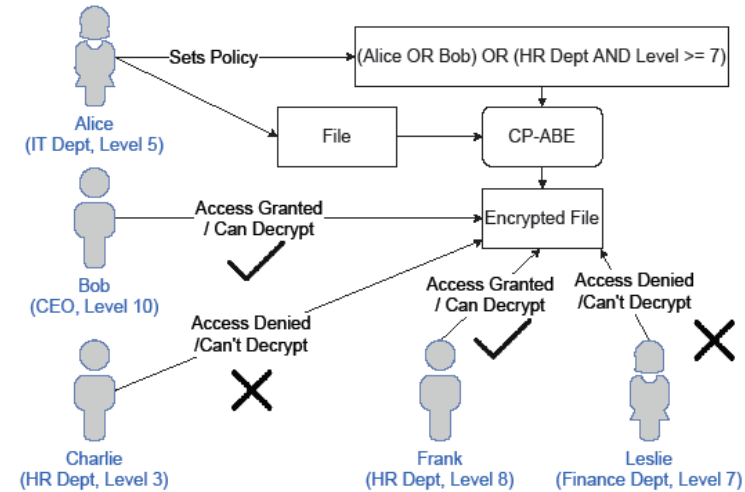 Sets Policy
(Alice OR Bob) OR (HR Dept AND Level >= 7)
Alice
(IT Dept, Level 5)
File
CP-ABE
Access Granted
/ Can Decrypt
Encrypted File
Bob
(CEO, Level 10)
Access Granted
/ Can Decrypt
Access Denied
/Can't Decrypt
Access Denied
/Can't Decrypt
Charlie
(HR Dept, Level 3)
Frank
(HR Dept, Level 8)
Leslie
(Finance Dept, Level 7)